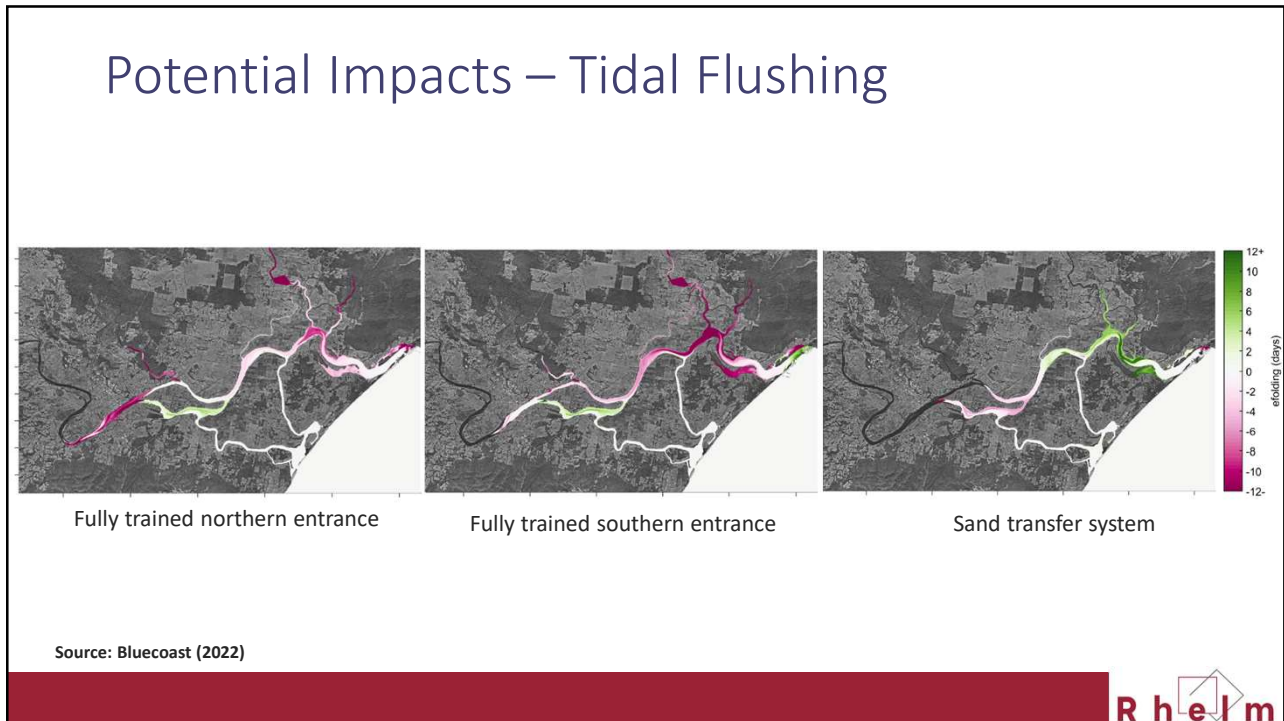 Potential Impacts – Tidal Flushing
12+
10
8
6
4
2
0
-2
-4
-6
-8
-10
-12-
efolding (days)
Fully trained northern entrance
Fully trained southern entrance
Sand transfer system
Source: Bluecoast (2022)
Rhelm